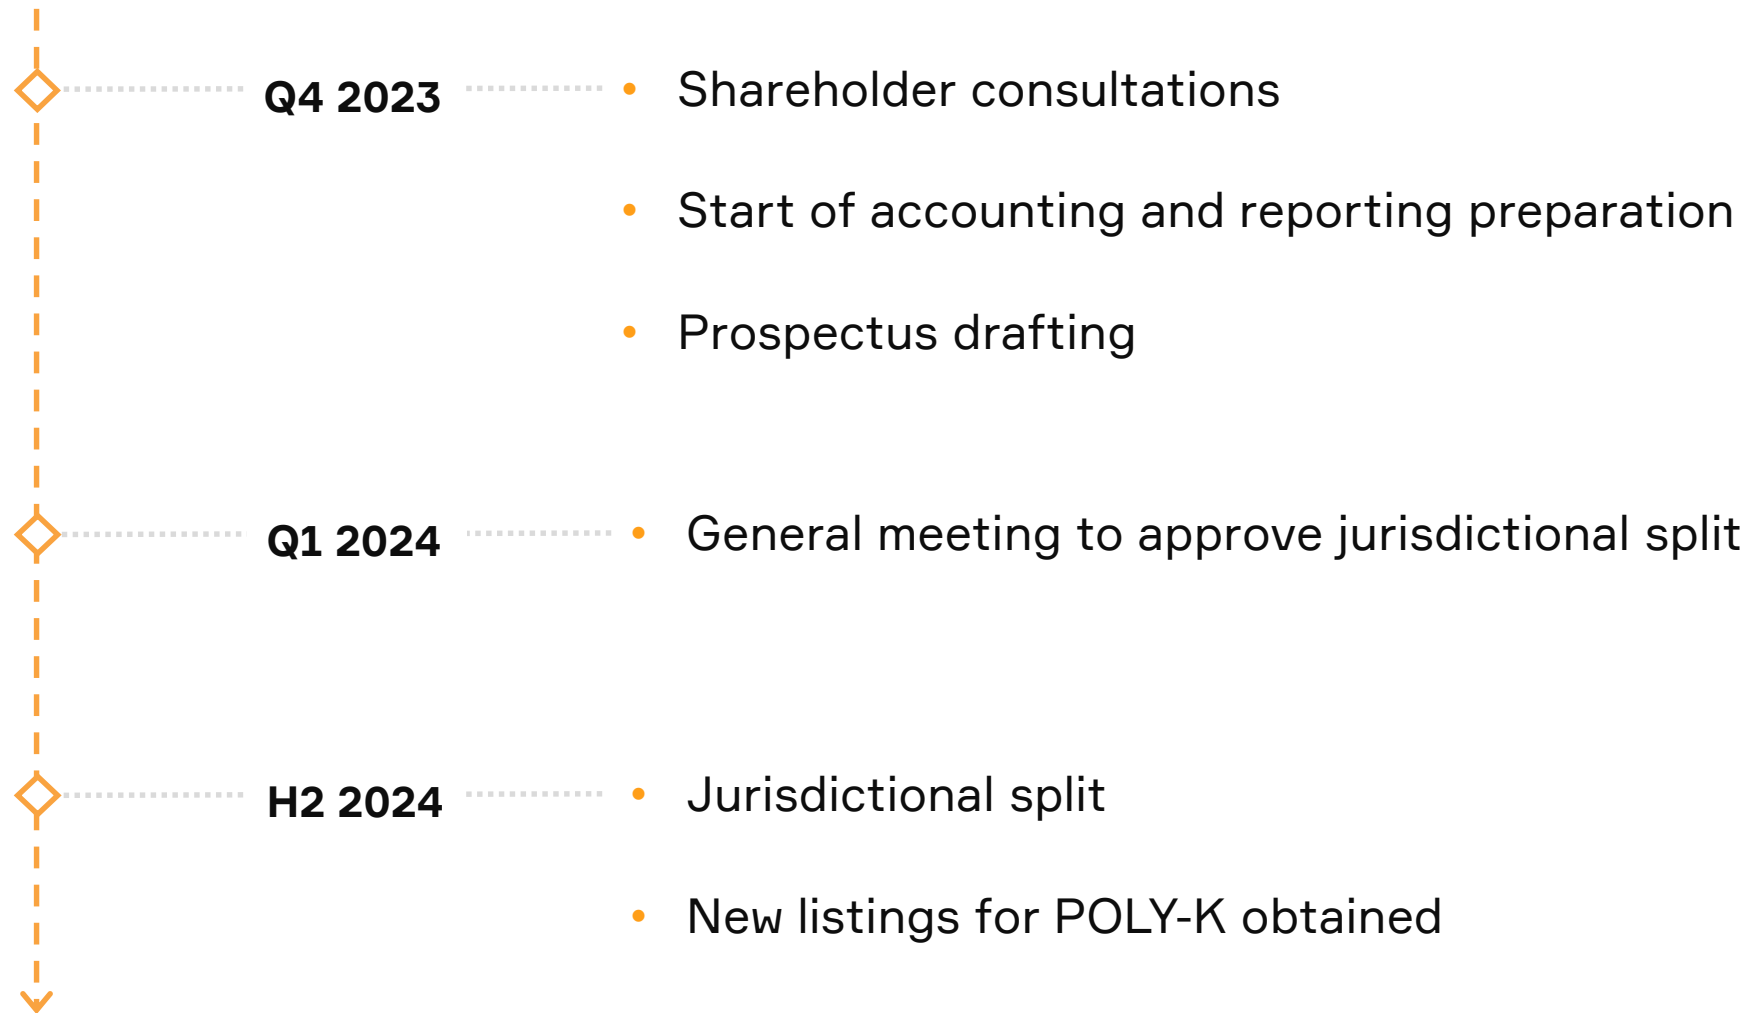 Q4 2023 • Shareholder consultations
• Start of accounting and reporting preparation
• Prospectus drafting
Q1 2024 • General meeting to approve jurisdictional split
H2 2024 • Jurisdictional split
• New listings for POLY-K obtained